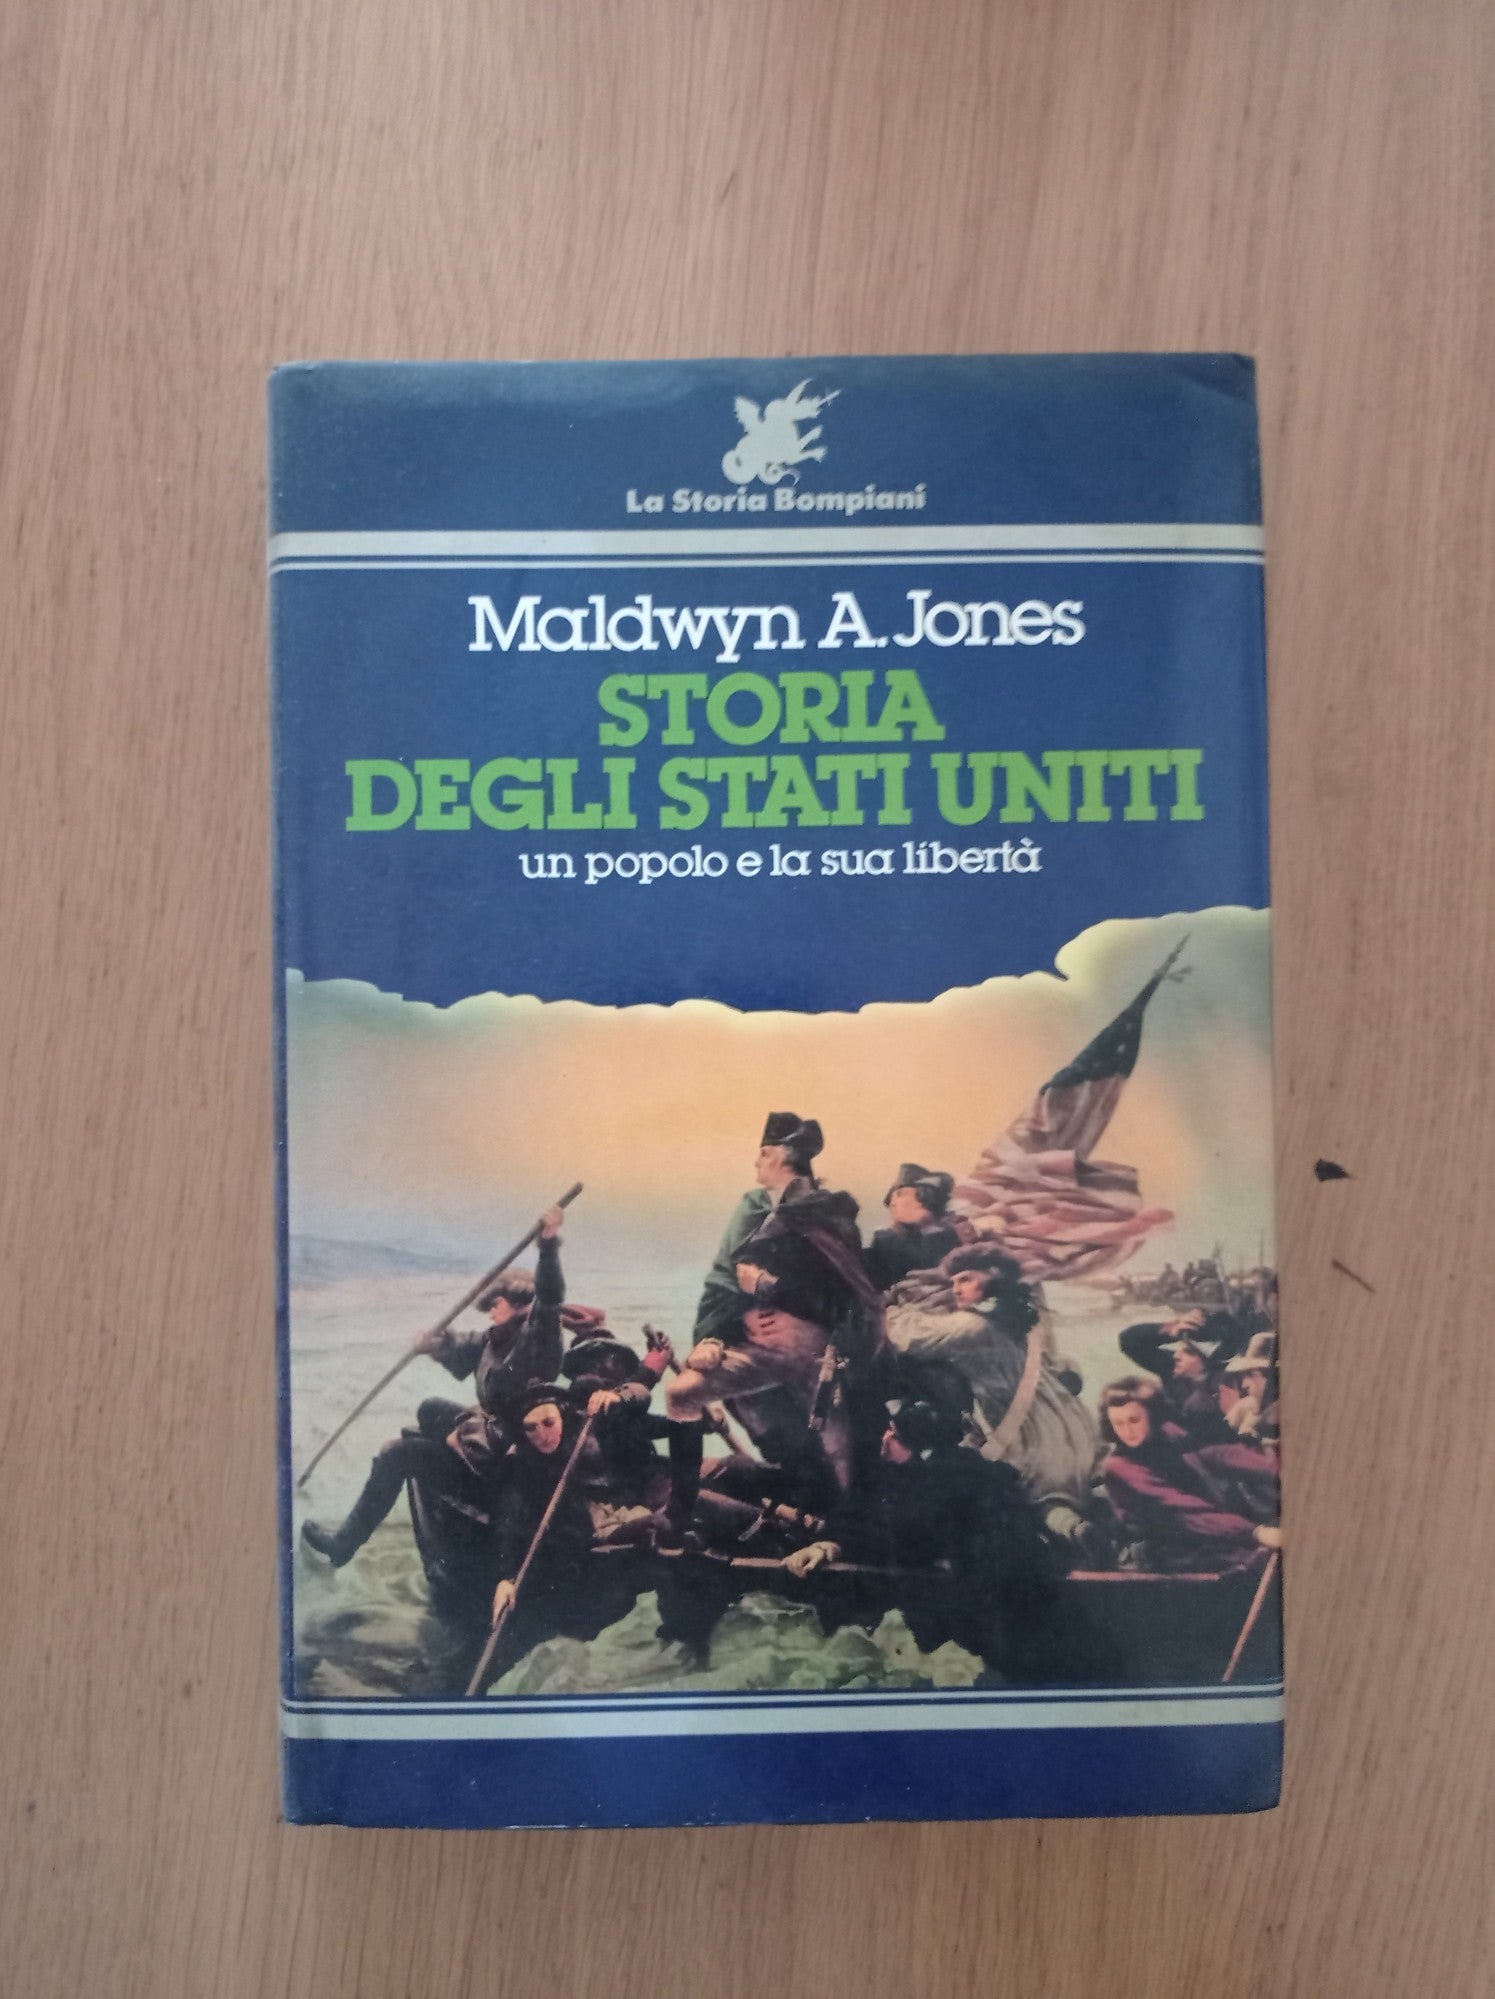 La Storia Bompiani
Maldwyn A. Jones
STORIA
DEGLI STATI UNITI
un popolo e la sua libertà